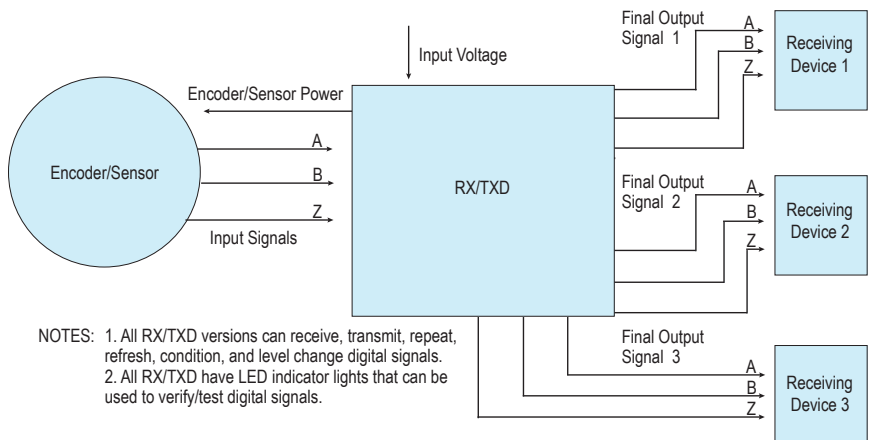 Final Output
Signal 1
A
B
Z
Receiving
Device 1
Input Voltage
Encoder/Sensor Power
A
B
Z
Encoder/Sensor
Input Signals
RX/TXD
Final Output
Signal 2
A
B
Z
Receiving
Device 2
NOTES: 1. All RX/TXD versions can receive, transmit, repeat,
refresh, condition, and level change digital signals.
2. All RX/TXD have LED indicator lights that can be
used to verify/test digital signals.
Final Output
Signal 3
A
B
Z
Receiving
Device 3